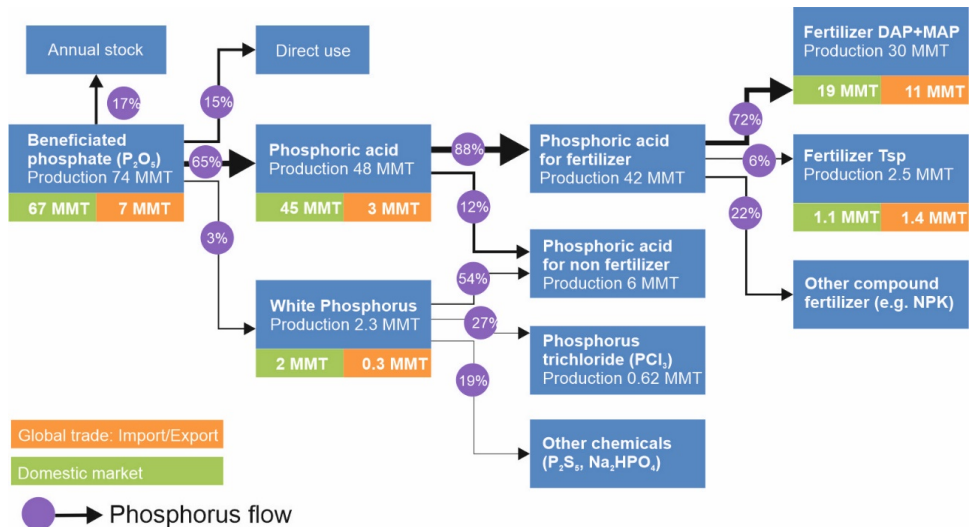 Annual stock
Direct use
Fertilizer DAP+MAP
Production 30 MMT
19 MMT 11 MMT
17%
15%
72%
Beneficiated
phosphate (P₂O₅)
Production 74 MMT
67 MMT 7 MMT
65%
Phosphoric acid
Production 48 MMT
45 MMT 3 MMT
88%
Phosphoric acid
for fertilizer
Production 42 MMT
6%
Fertilizer Tsp
Production 2.5 MMT
1.1 MMT 1.4 MMT
12%
22%
3%
Phosphoric acid
for non fertilizer
Production 6 MMT
Other compound
fertilizer (e.g. NPK)
54%
White Phosphorus
Production 2.3 MMT
2 MMT 0.3 MMT
27%
Phosphorus
trichloride (PCl₃)
Production 0.62 MMT
19%
Other chemicals
(P₂S₅, Na₂HPO₄)
Global trade: Import/Export
Domestic market
Phosphorus flow